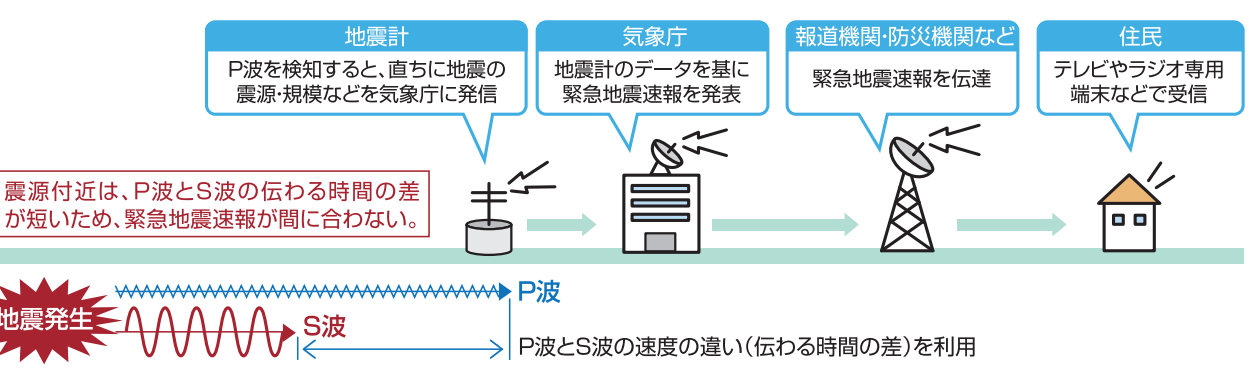 地震計
P波を検知すると、直ちに地震の
震源・規模などを気象庁に発信
気象庁
地震計のデータを基に
緊急地震速報を発表
報道機関・防災機関など
緊急地震速報を伝達
住民
テレビやラジオ専用
端末などで受信
震源付近は、P波とS波の伝わる時間の差
が短いため、緊急地震速報が間に合わない。
地震発生
P波
S波
P波とS波の速度の違い（伝わる時間の差）を利用